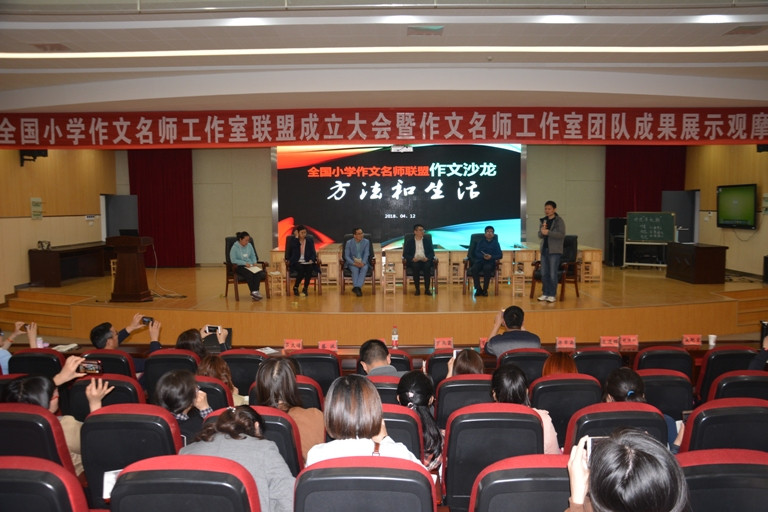 全国小学作文名师工作室联盟成立大会暨作文名师工作室团队成果展示观摩
全国小学作文名师联盟作文沙龙
方法和生活
2018.04.12